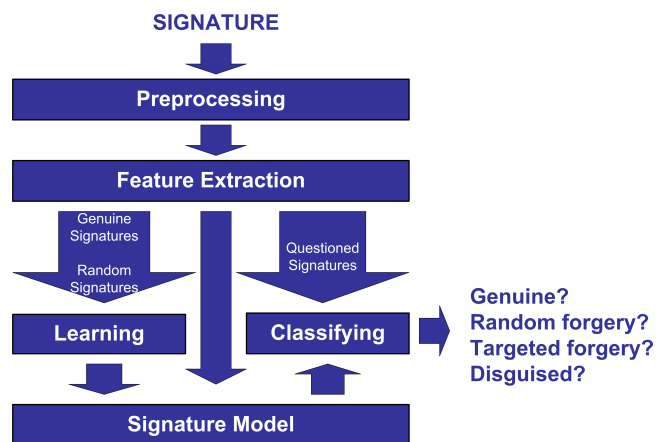 SIGNATURE
Preprocessing
Feature Extraction
Genuine
Signatures
Random
Signatures
Questioned
Signatures
Learning
Classifying
Genuine?
Random forgery?
Targeted forgery?
Disguised?
Signature Model